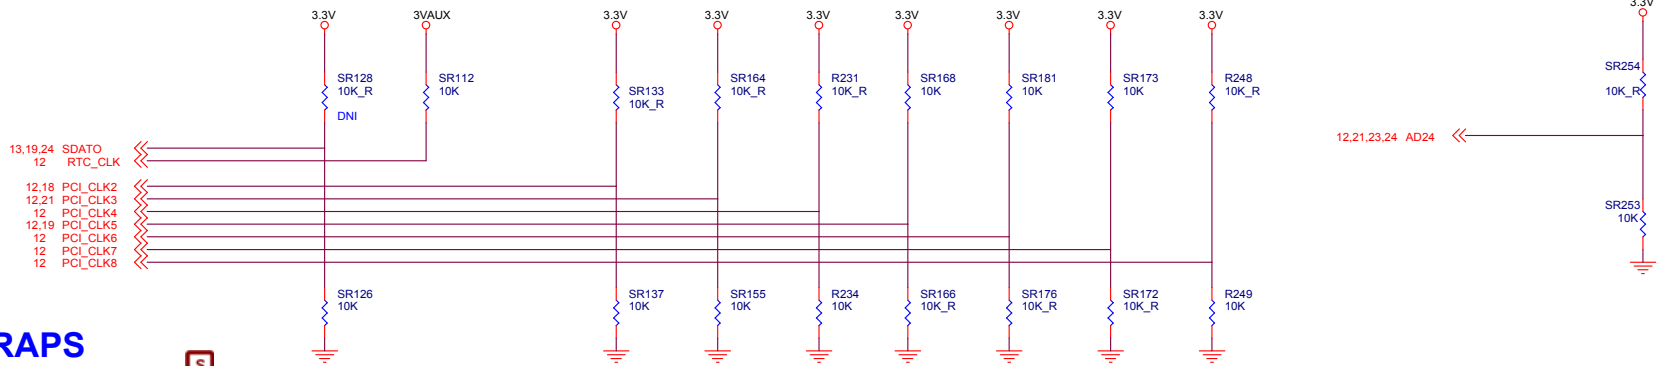 3.3V 3VAUX 3.3V 3.3V 3.3V 3.3V 3.3V 3.3V 3.3V 3.3V
SR128 SR112 SR133 SR164 R231 SR168 SR181 SR173 R248 SR254
10K_R 10K 10K_R 10K_R 10K_R 10K 10K 10K 10K_R 10K_R
DNI
13,19,24 SDATO
12 RTC_CLK
12,21,23,24 AD24
12,18 PCI_CLK2
12,21 PCI_CLK3
12 PCI_CLK4
12,19 PCI_CLK5
12 PCI_CLK6
12 PCI_CLK7
12 PCI_CLK8
SR253
10K
SR126 SR137 SR155 R234 SR166 SR176 SR172 R249
10K 10K 10K 10K 10K_R 10K_R 10K_R 10K
RAPS
S